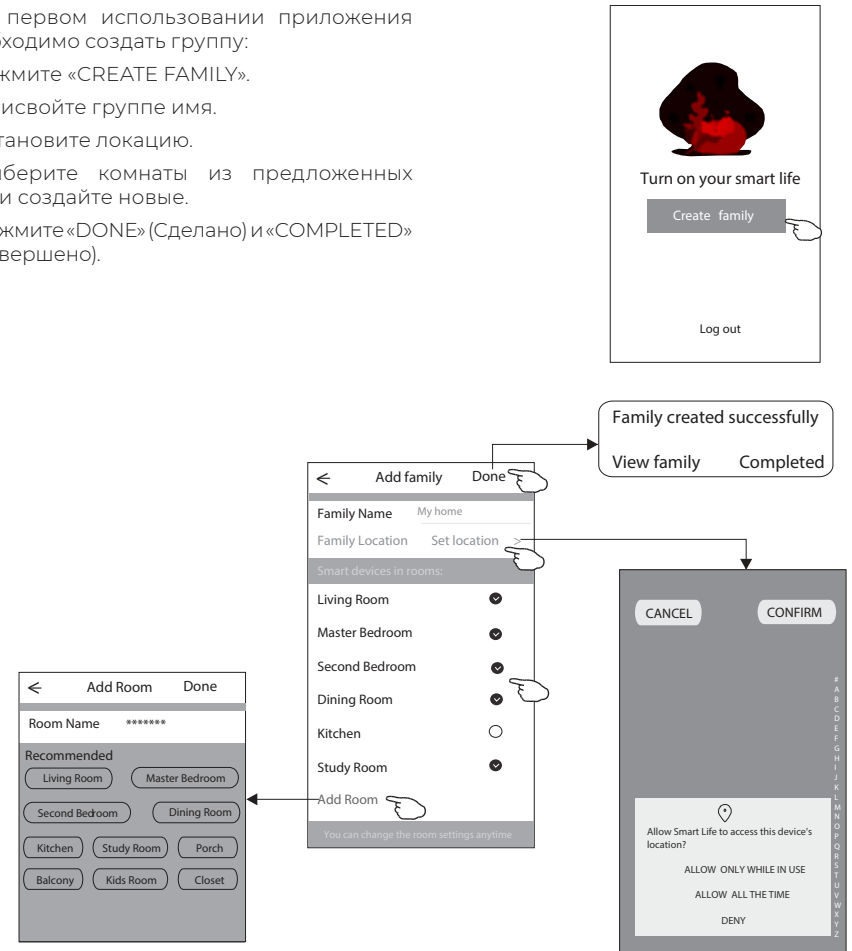 первом использовании приложения
ходимо создать группу:
жмите «CREATE FAMILY».
исвойте группе имя.
тановите локацию.
берите комнаты из предложенных
и создайте новые.
жмите «DONE» (Сделано) и «COMPLETED»
вершено).
Turn on your smart life
Create family
Log out
Family created successfully
View family Completed
Add family Done
Family Name My home
Family Location Set location >
Smart devices in rooms:
Living Room
Master Bedroom
Second Bedroom
Dining Room
Kitchen
Study Room
Add Room
You can change the room settings anytime
Add Room Done
Room Name *******
Recommended
Living Room Master Bedroom
Second Bedroom Dining Room
Kitchen Study Room Porch
Balcony Kids Room Closet
CANCEL CONFIRM
Allow Smart Life to access this device's
location?
ALLOW ONLY WHILE IN USE
ALLOW ALL THE TIME
DENY
#
A
B
C
D
E
F
G
H
I
J
K
L
M
N
O
P
Q
R
S
T
U
V
W
X
Y
Z